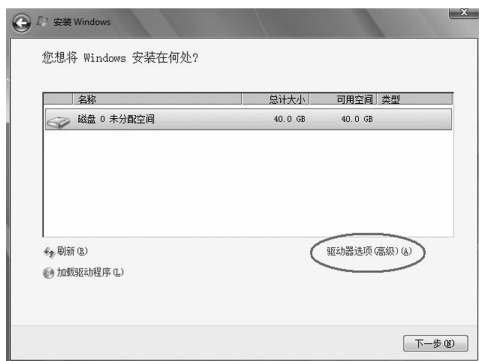 安装 Windows
您想将 Windows 安装在何处?
名称 总计大小 可用空间 类型
磁盘 0 未分配空间 40.0 GB 40.0 GB
刷新(R) 驱动器选项(高级)(A)
加载驱动程序(L)
下一步(N)